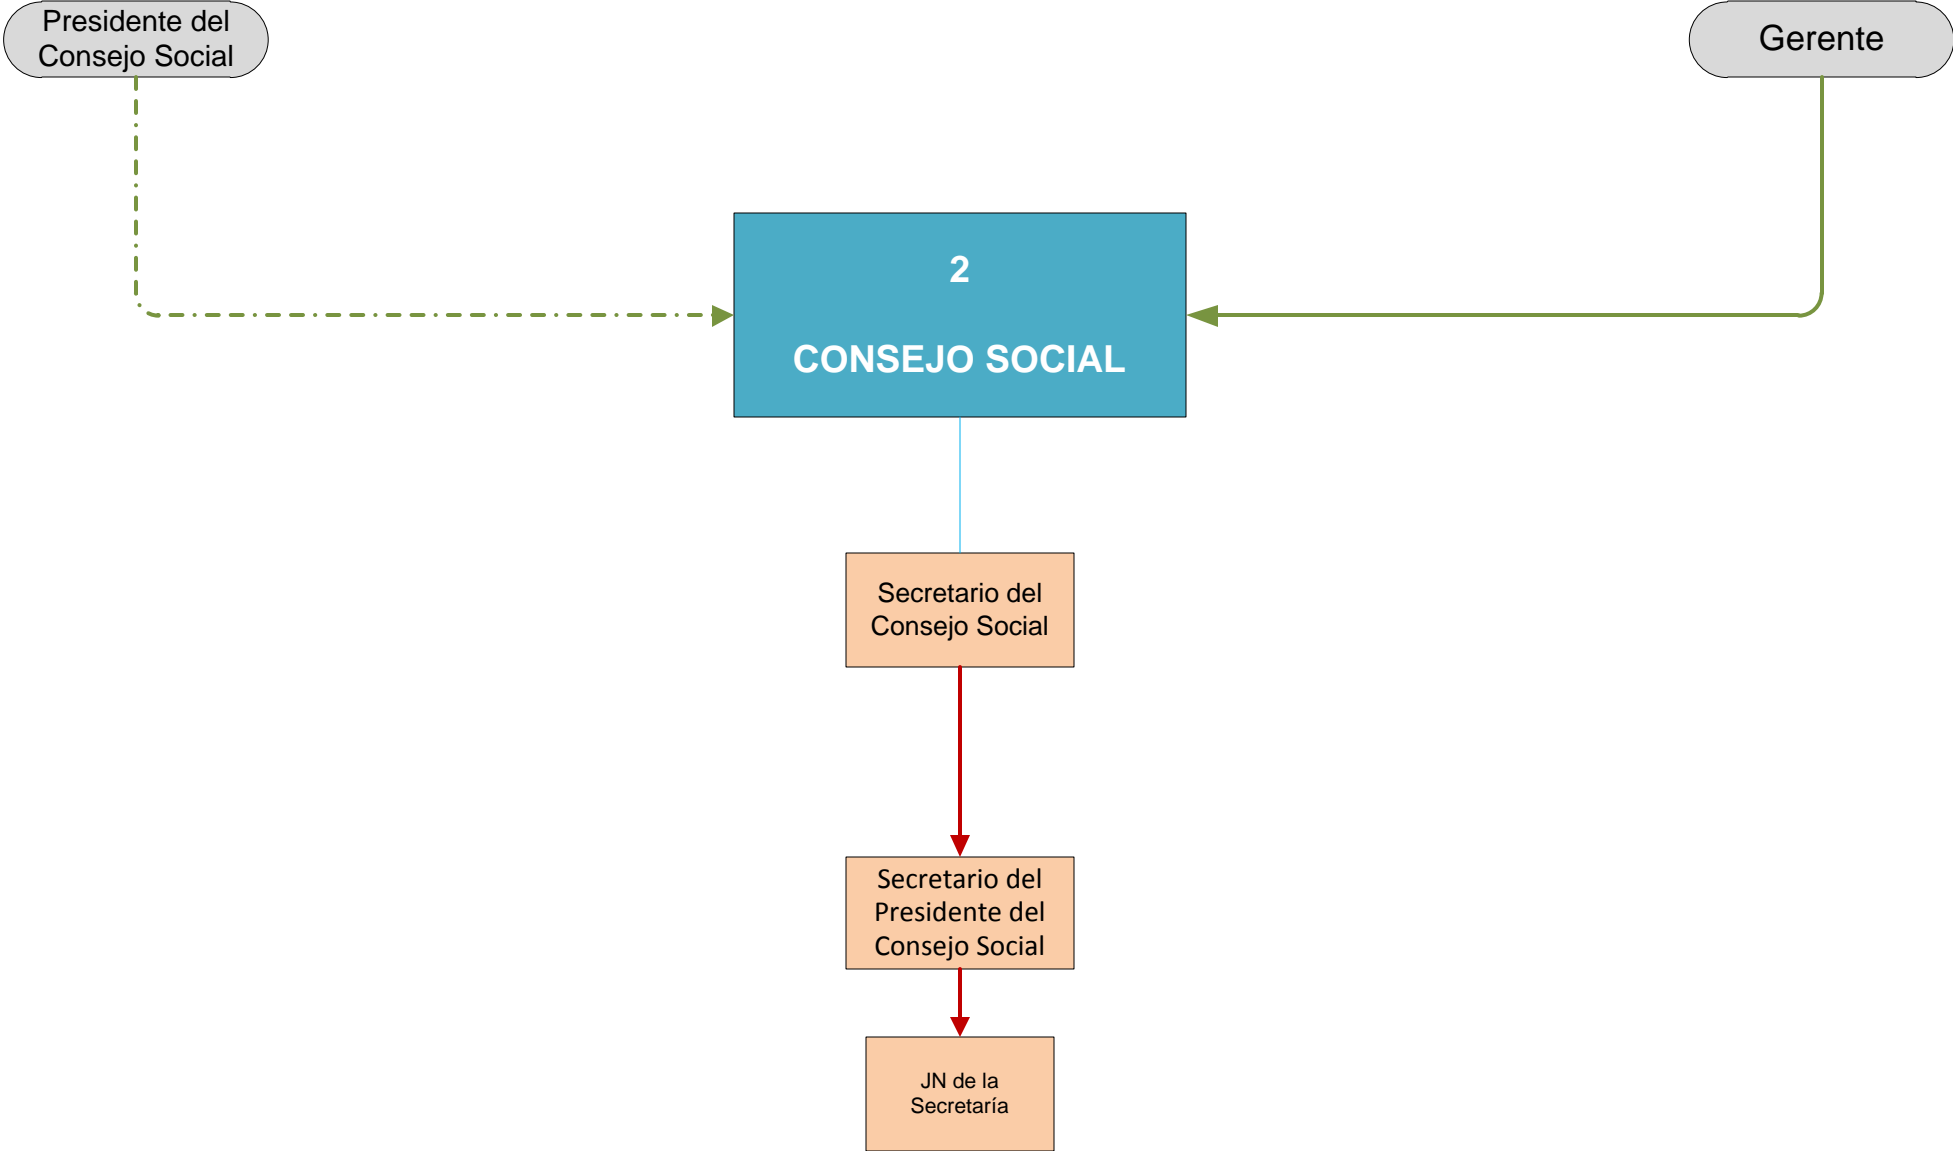 Presidente del
Consejo Social
Gerente
2
CONSEJO SOCIAL
Secretario del
Consejo Social
Secretario del
Presidente del
Consejo Social
JN de la
Secretaría